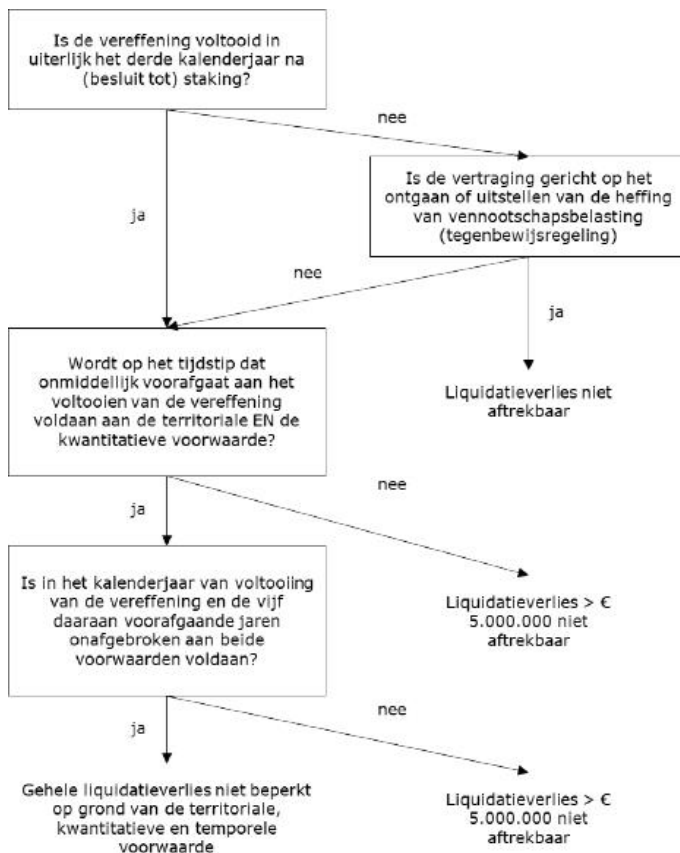 Is de vereffening voltooid in
uiterlijk het derde kalenderjaar na
(besluit tot) staking?
nee
ja
Is de vertraging gericht op het
ontgaan of uitstellen van de heffing
van vennootschapsbelasting
(tegenbewijsregeling)
nee
ja
Wordt op het tijdstip dat
onmiddellijk voorafgaat aan het
voltooien van de vereffening
voldaan aan de territoriale EN de
kwantitatieve voorwaarde?
Liquidatieverlies niet
aftrekbaar
nee
ja
Is in het kalenderjaar van voltooiing
van de vereffening en de vijf
daaraan voorafgaande jaren
onafgebroken aan beide
voorwaarden voldaan?
Liquidatieverlies > €
5.000.000 niet
aftrekbaar
nee
ja
Gehele liquidatieverlies niet beperkt
op grond van de territoriale,
kwantitatieve en temporele
voorwaarde
Liquidatieverlies > €
5.000.000 niet
aftrekbaar